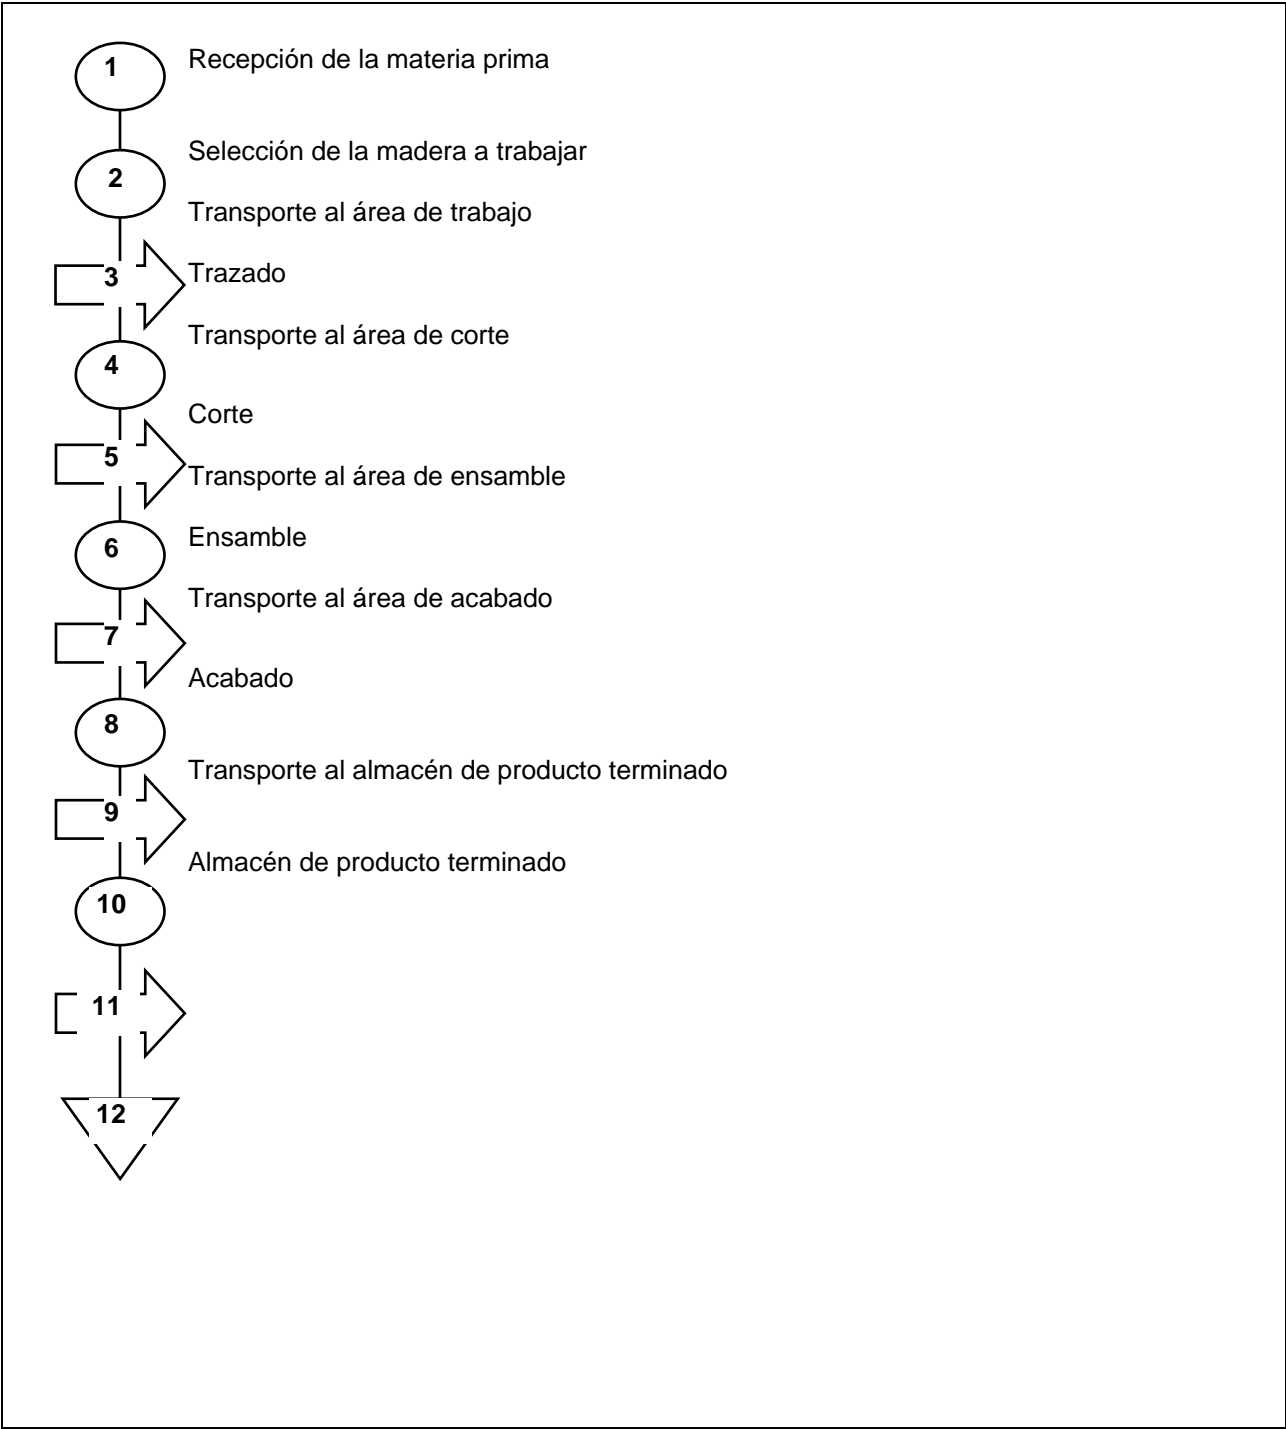 1
Recepción de la materia prima
Selección de la madera a trabajar
2
Transporte al área de trabajo
3
Trazado
Transporte al área de corte
4
Corte
5
Transporte al área de ensamble
6
Ensamble
Transporte al área de acabado
7
Acabado
8
Transporte al almacén de producto terminado
9
Almacén de producto terminado
10
11
12